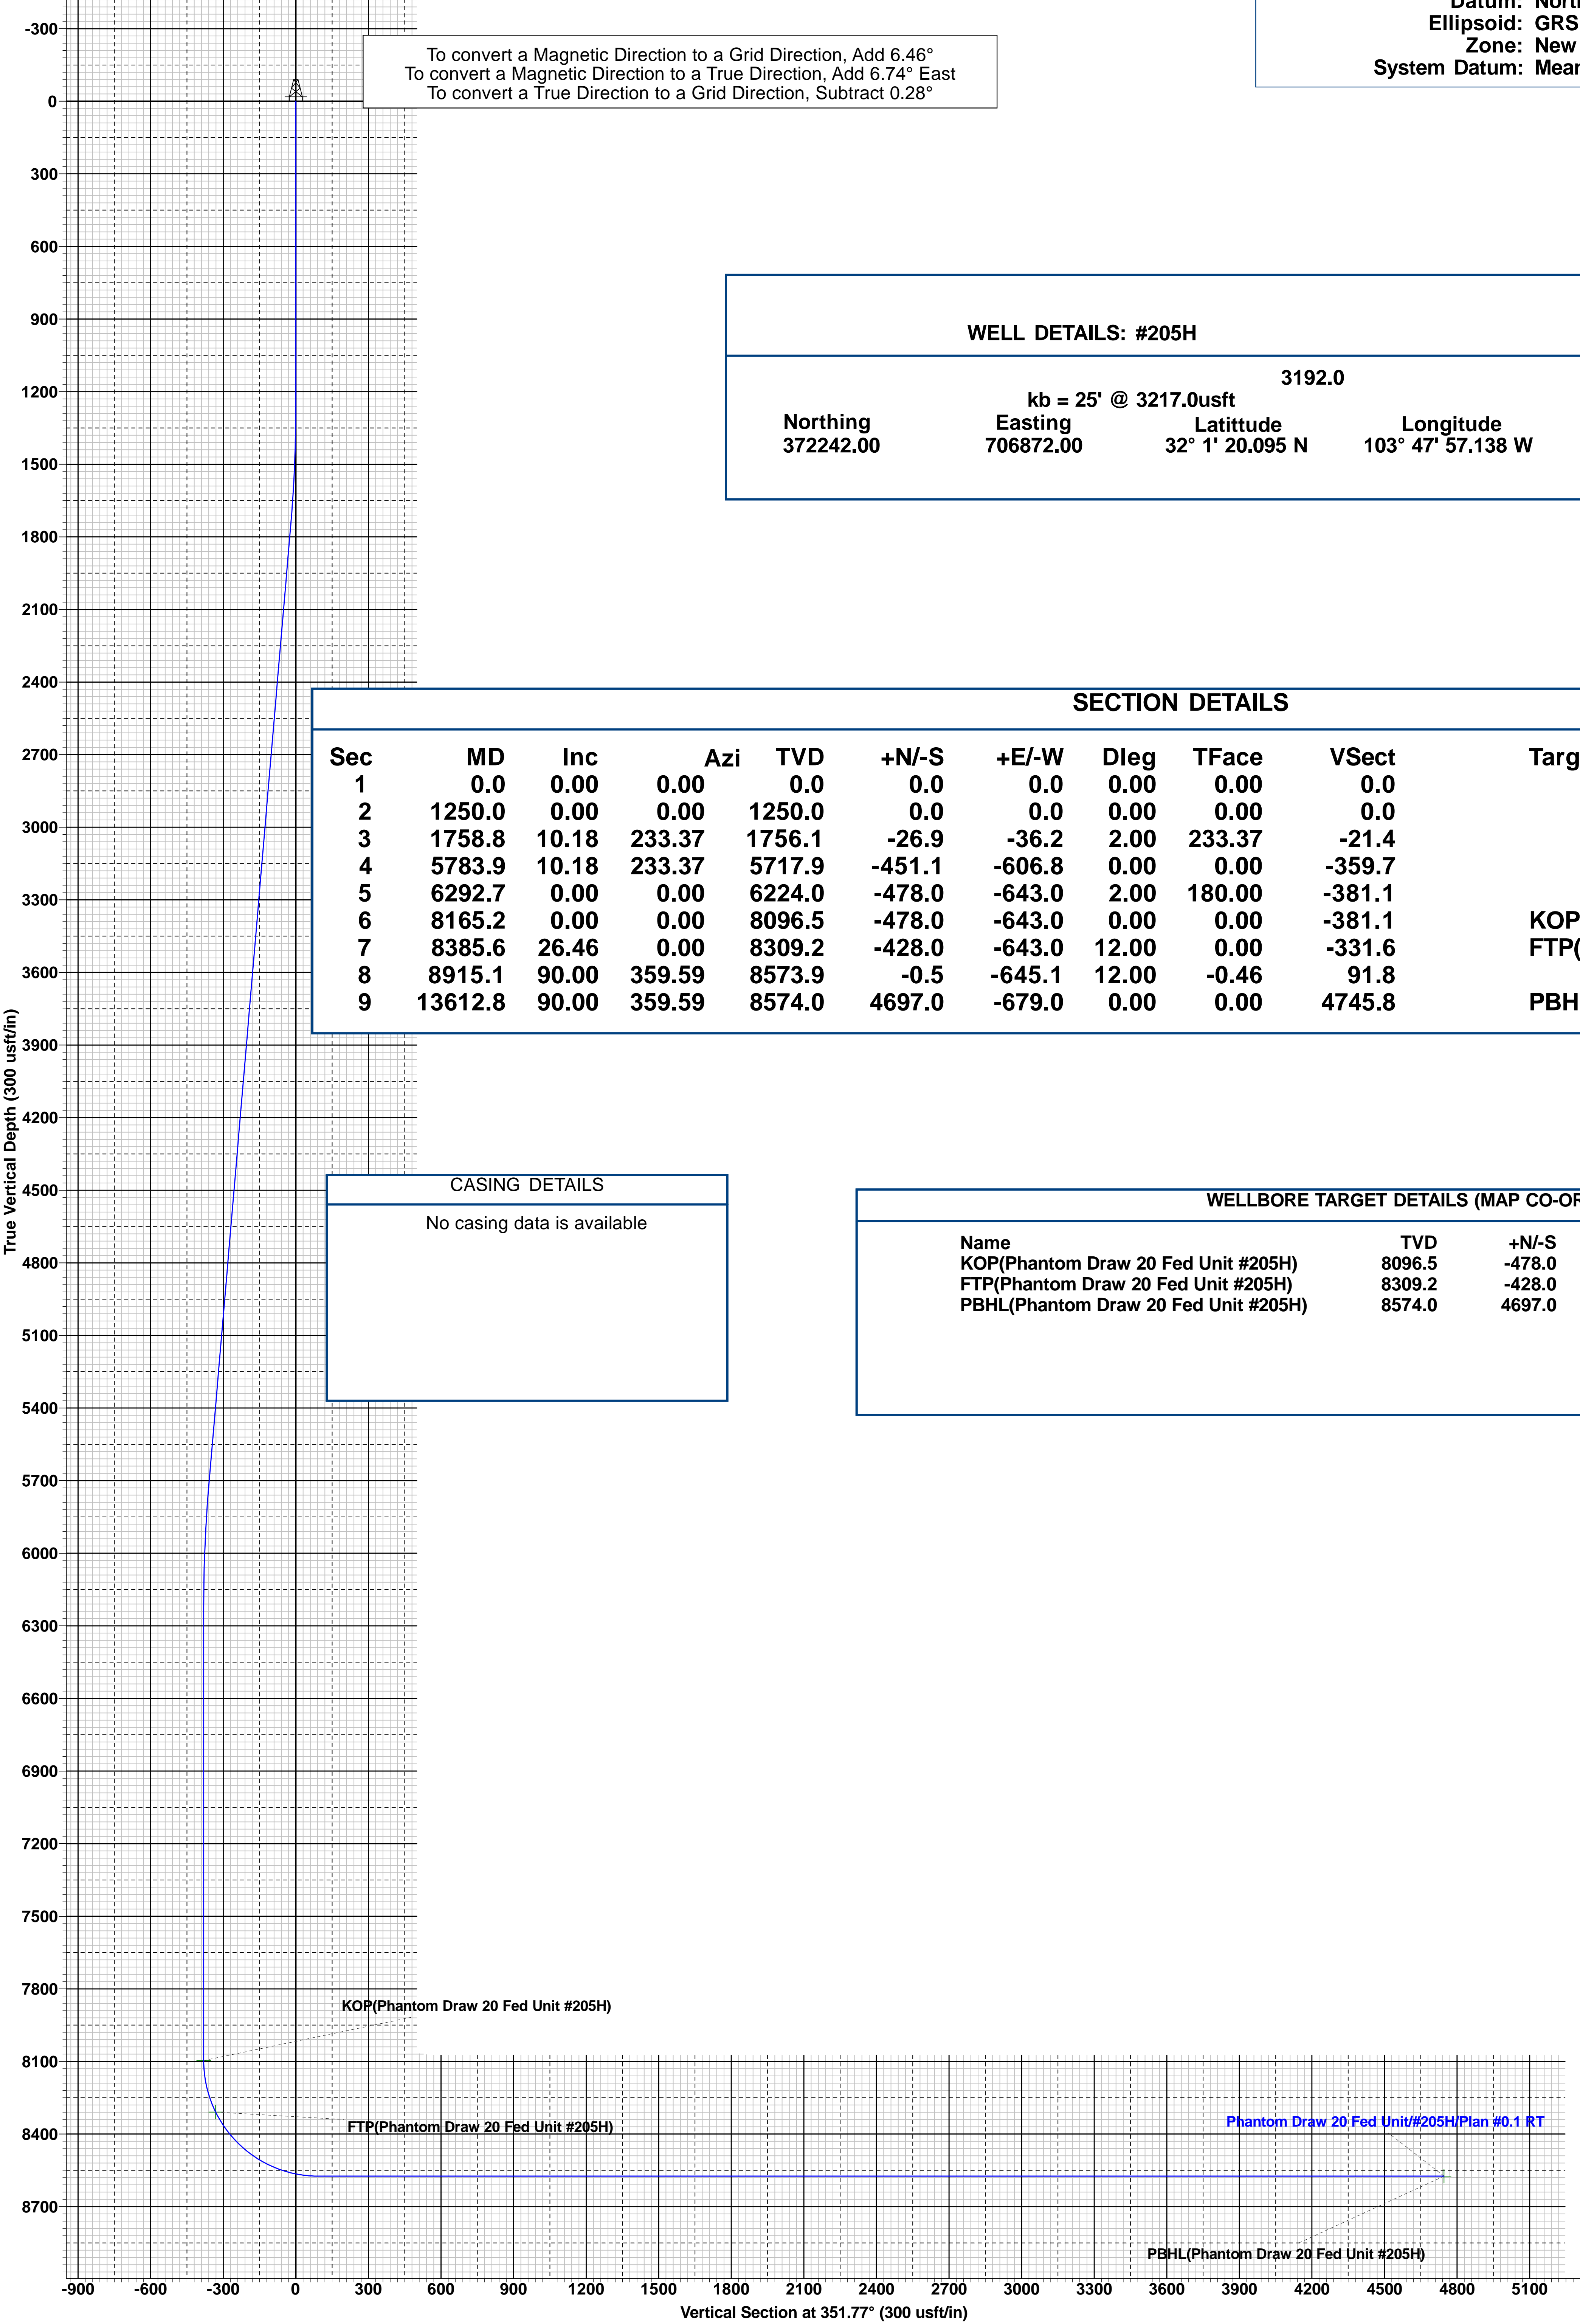 Datum: North
Ellipsoid: GRS
Zone: New
System Datum: Mean
To convert a Magnetic Direction to a Grid Direction, Add 6.46°
To convert a Magnetic Direction to a True Direction, Add 6.74° East
To convert a True Direction to a Grid Direction, Subtract 0.28°
WELL DETAILS: #205H
3192.0
kb = 25' @ 3217.0usft
Northing Easting Latittude Longitude
372242.00 706872.00 32° 1' 20.095 N 103° 47' 57.138 W
SECTION DETAILS
Sec MD Inc Azi TVD +N/-S +E/-W Dleg TFace VSect Targ
1 0.0 0.00 0.00 0.0 0.0 0.0 0.00 0.00 0.0
2 1250.0 0.00 0.00 1250.0 0.0 0.0 0.00 0.00 0.0
3 1758.8 10.18 233.37 1756.1 -26.9 -36.2 2.00 233.37 -21.4
4 5783.9 10.18 233.37 5717.9 -451.1 -606.8 0.00 0.00 -359.7
5 6292.7 0.00 0.00 6224.0 -478.0 -643.0 2.00 180.00 -381.1
6 8165.2 0.00 0.00 8096.5 -478.0 -643.0 0.00 0.00 -381.1 KOP
7 8385.6 26.46 0.00 8309.2 -428.0 -643.0 12.00 0.00 -331.6 FTP(
8 8915.1 90.00 359.59 8573.9 -0.5 -645.1 12.00 -0.46 91.8
9 13612.8 90.00 359.59 8574.0 4697.0 -679.0 0.00 0.00 4745.8 PBH
CASING DETAILS
No casing data is available
WELLBORE TARGET DETAILS (MAP CO-OR
Name TVD +N/-S
KOP(Phantom Draw 20 Fed Unit #205H) 8096.5 -478.0
FTP(Phantom Draw 20 Fed Unit #205H) 8309.2 -428.0
PBHL(Phantom Draw 20 Fed Unit #205H) 8574.0 4697.0
True Vertical Depth (300 usft/in)
-300
0
300
600
900
1200
1500
1800
2100
2400
2700
3000
3300
3600
3900
4200
4500
4800
5100
5400
5700
6000
6300
6600
6900
7200
7500
7800
8100
8400
8700
KOP(Phantom Draw 20 Fed Unit #205H)
FTP(Phantom Draw 20 Fed Unit #205H)
Phantom Draw 20 Fed Unit/#205H/Plan #0.1 RT
PBHL(Phantom Draw 20 Fed Unit #205H)
-900 -600 -300 0 300 600 900 1200 1500 1800 2100 2400 2700 3000 3300 3600 3900 4200 4500 4800 5100
Vertical Section at 351.77° (300 usft/in)